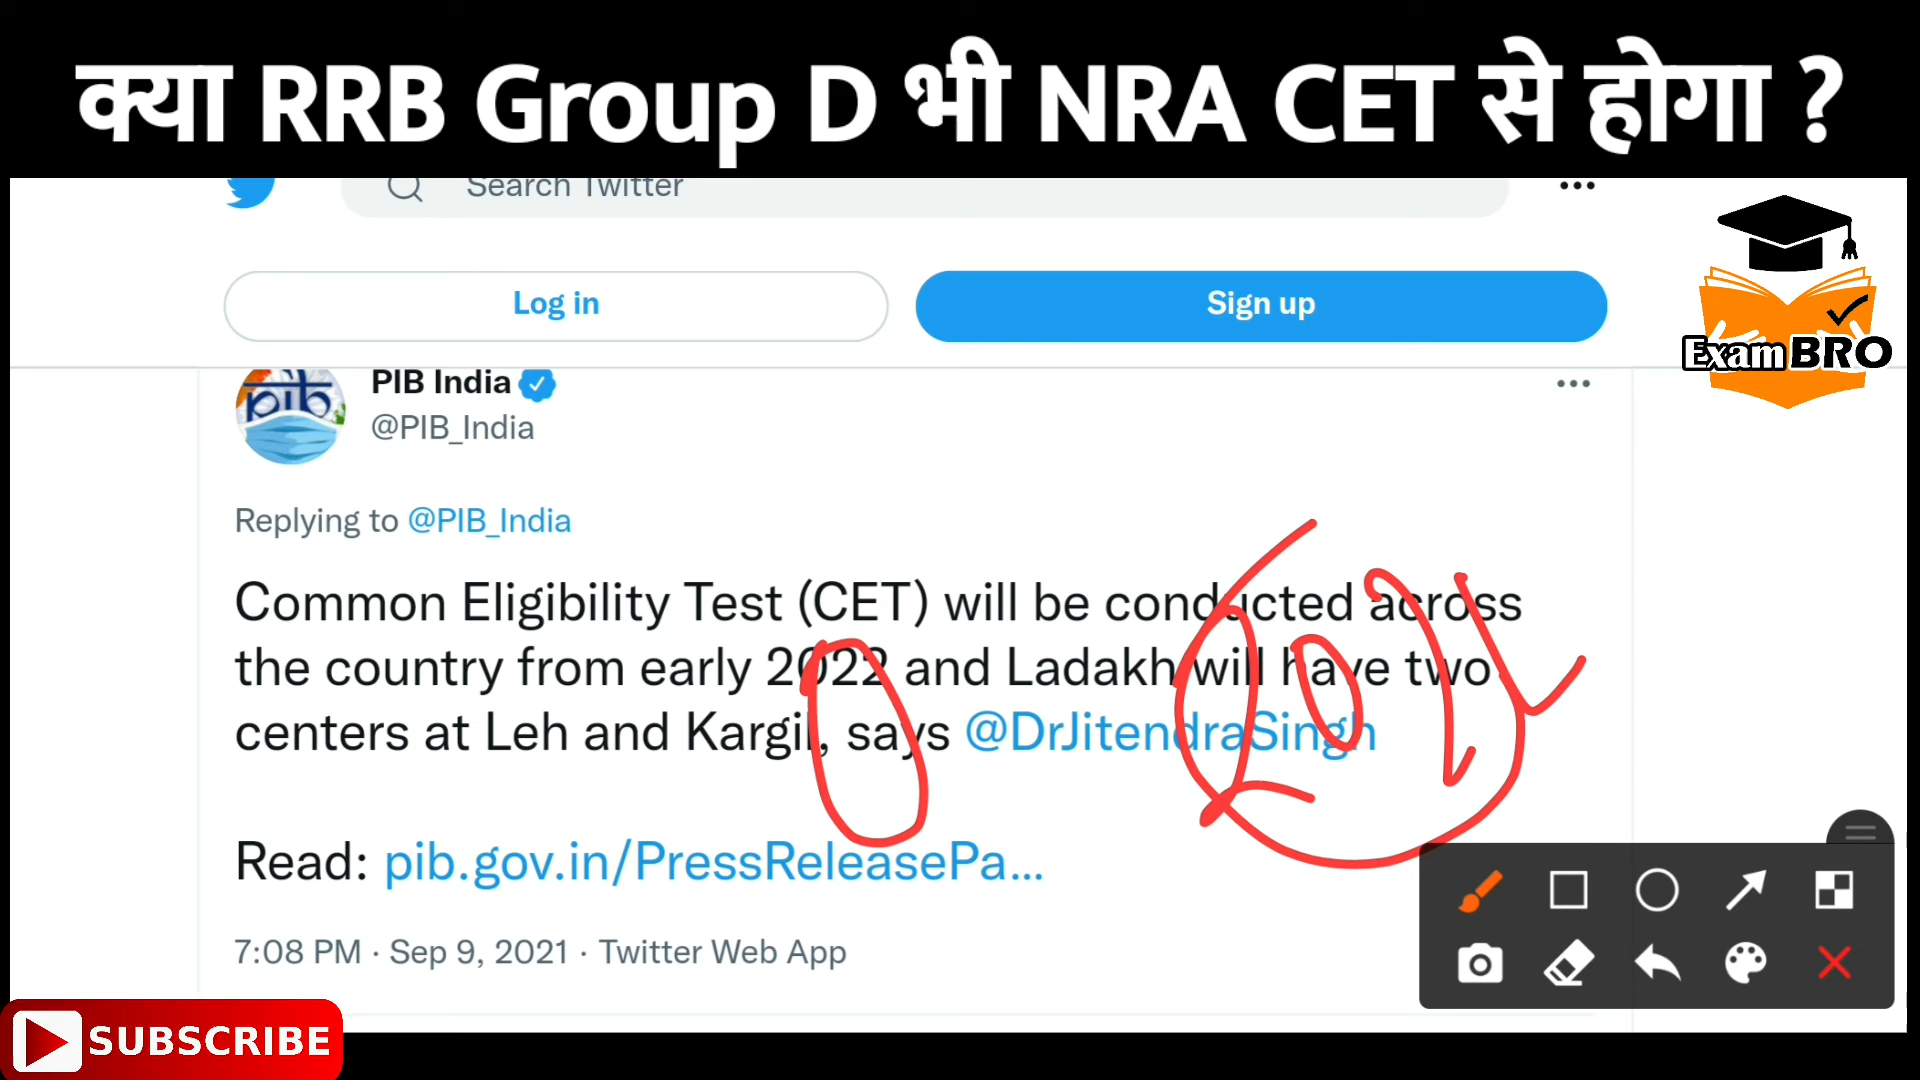 क्या RRB Group D भी NRA CET से होगा ?
Search Twitter
Log in
Sign up
Exam BRO
pib
PIB India
@PIB_India
Replying to @PIB_India
Common Eligibility Test (CET) will be conducted across
the country from early 2022 and Ladakh will have two
centers at Leh and Kargil, says @DrJitendraSingh
Read: pib.gov.in/PressReleasePa...
7:08 PM · Sep 9, 2021 · Twitter Web App
SUBSCRIBE